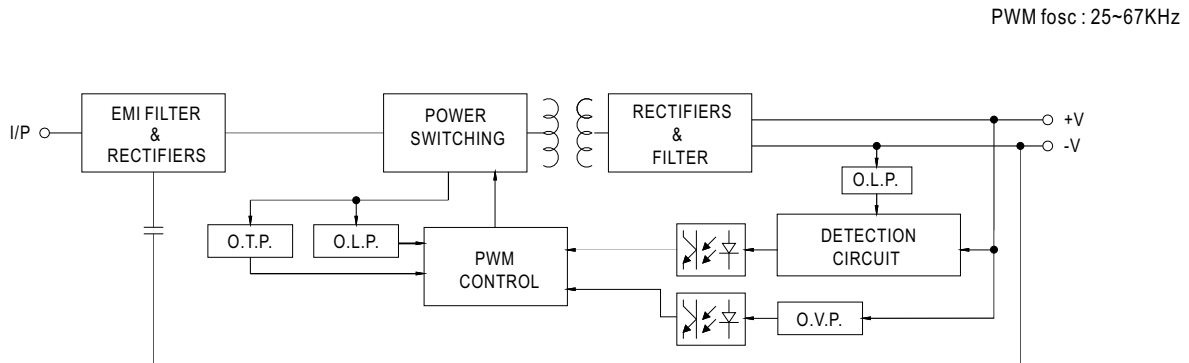 PWM fosc : 25~67KHz
I/P
EMI FILTER
&
RECTIFIERS
POWER
SWITCHING
RECTIFIERS
&
FILTER
+V
-V
O.L.P.
O.T.P.
O.L.P.
PWM
CONTROL
DETECTION
CIRCUIT
O.V.P.